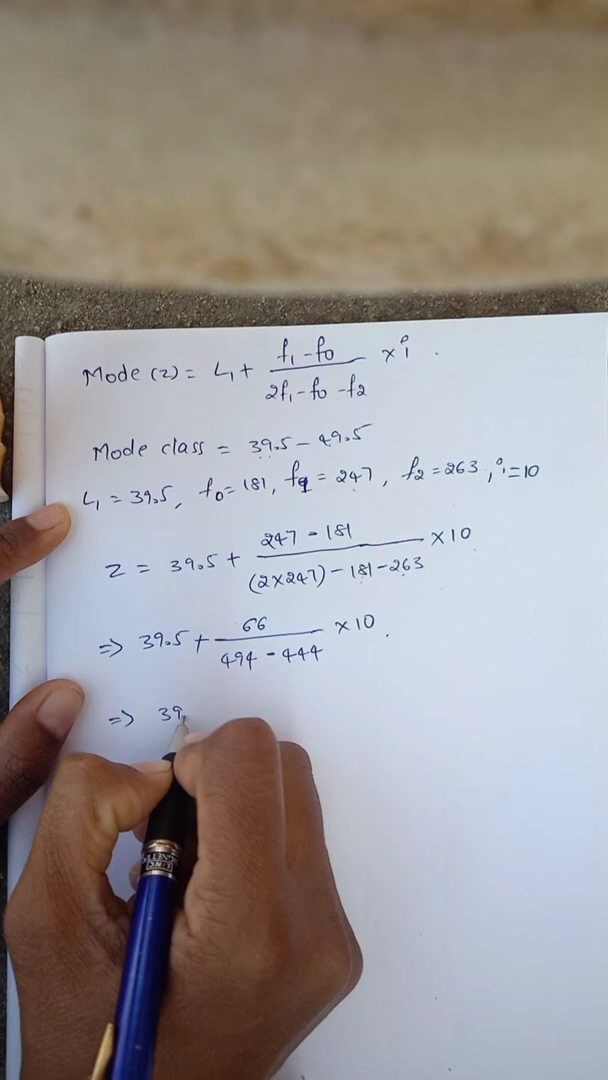 Mode (z) = L₁ + (f₁ - f₀)/(2f₁ - f₀ - f₂) × i.
Mode class = 39.5 - 49.5
L₁ = 39.5, f₀ = 181, f₁ = 247, f₂ = 263, i = 10
Z = 39.5 + (247 - 181)/((2×247) - 181 - 263) × 10
⇒ 39.5 + 66/(494 - 444) × 10.
⇒ 39.